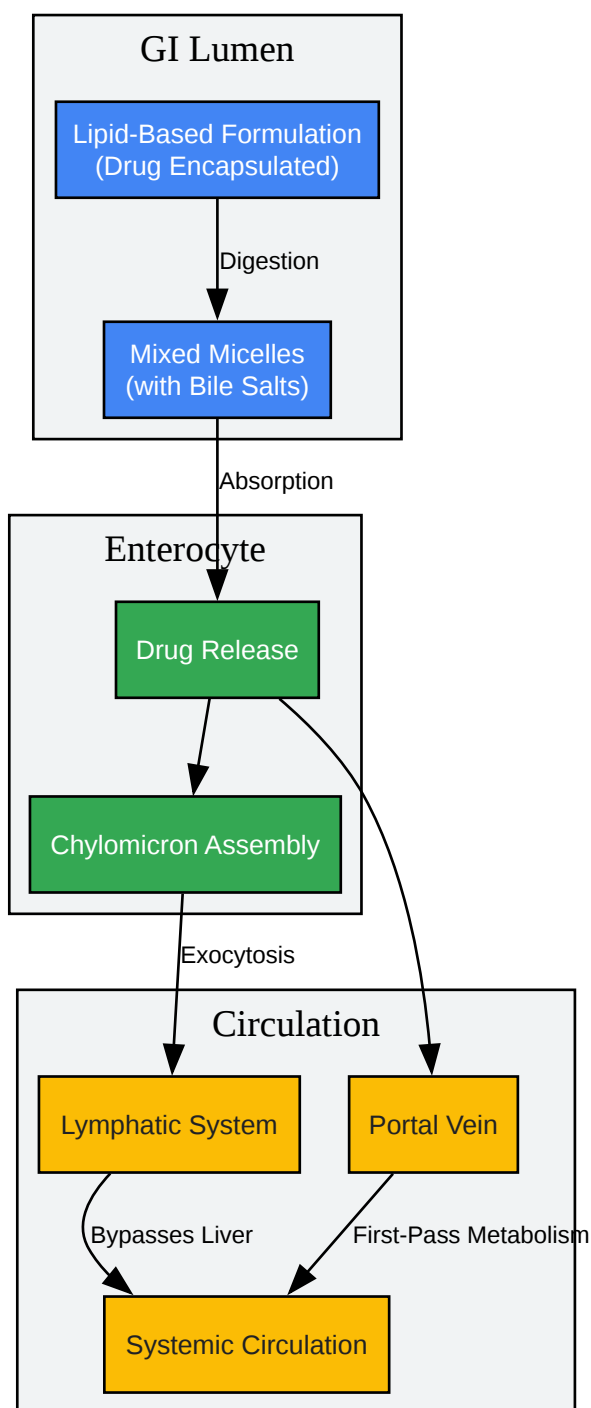 GI Lumen
Lipid-Based Formulation
(Drug Encapsulated)
Digestion
Mixed Micelles
(with Bile Salts)
Absorption
Enterocyte
Drug Release
Chylomicron Assembly
Exocytosis
Circulation
Lymphatic System
Portal Vein
Bypasses Liver
First-Pass Metabolism
Systemic Circulation